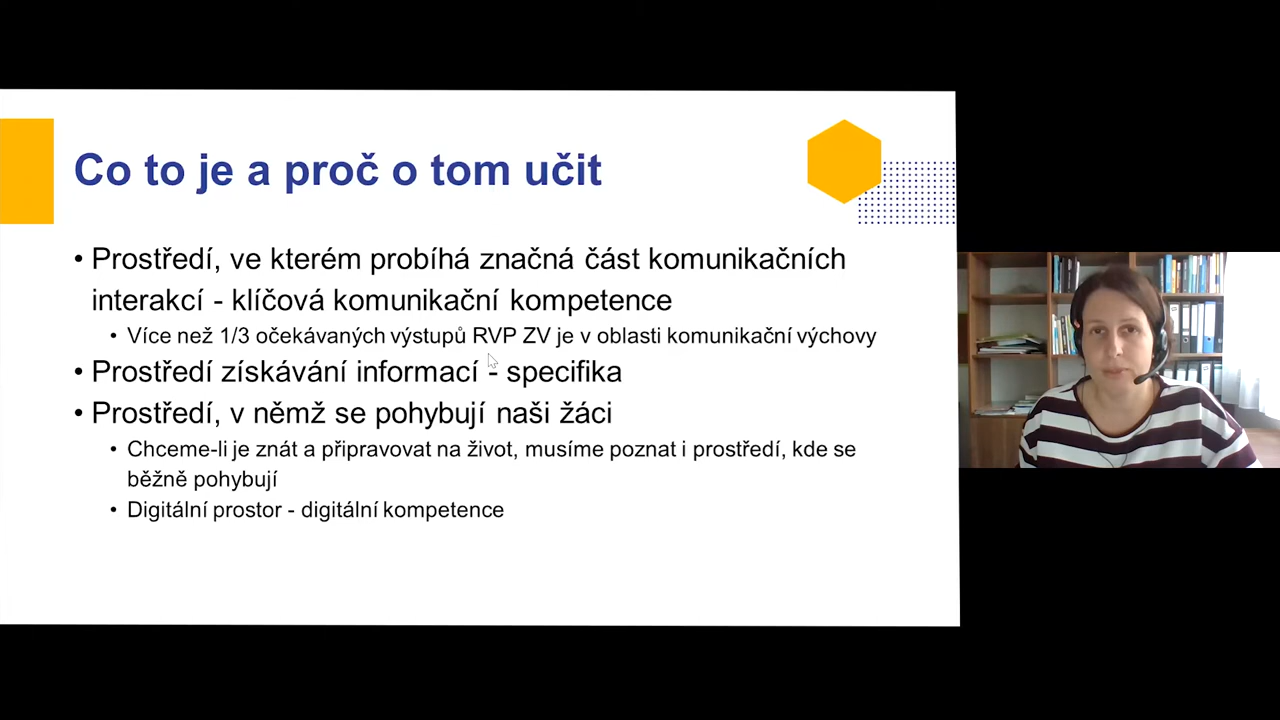 Co to je a proč o tom učit
• Prostředí, ve kterém probíhá značná část komunikačních
interakcí - klíčová komunikační kompetence
• Více než 1/3 očekávaných výstupů RVP ZV je v oblasti komunikační výchovy
• Prostředí získávání informací - specifika
• Prostředí, v němž se pohybují naši žáci
• Chceme-li je znát a připravovat na život, musíme poznat i prostředí, kde se
běžně pohybují
• Digitální prostor - digitální kompetence